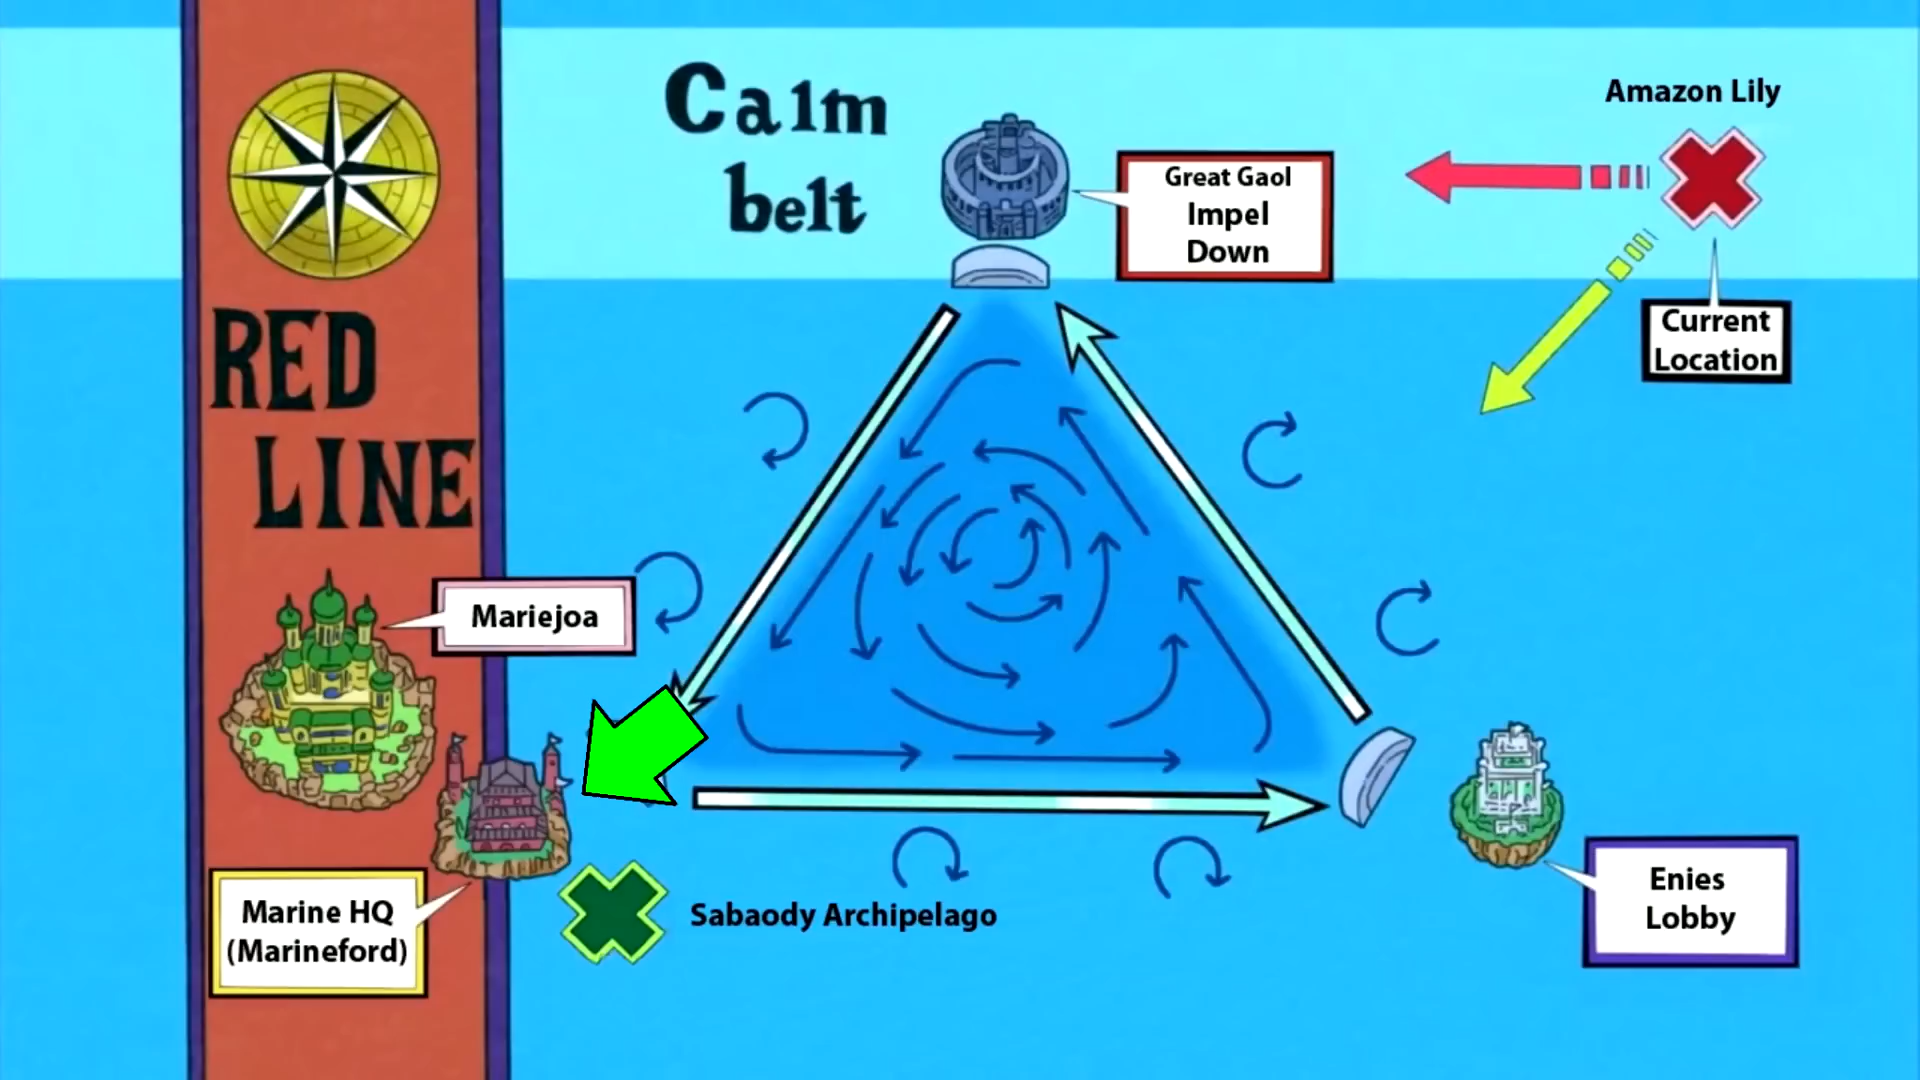 Calm
belt
Amazon Lily
Great Gaol
Impel
Down
Current
Location
RED
LINE
Mariejoa
Marine HQ
(Marineford)
Sabaody Archipelago
Enies
Lobby